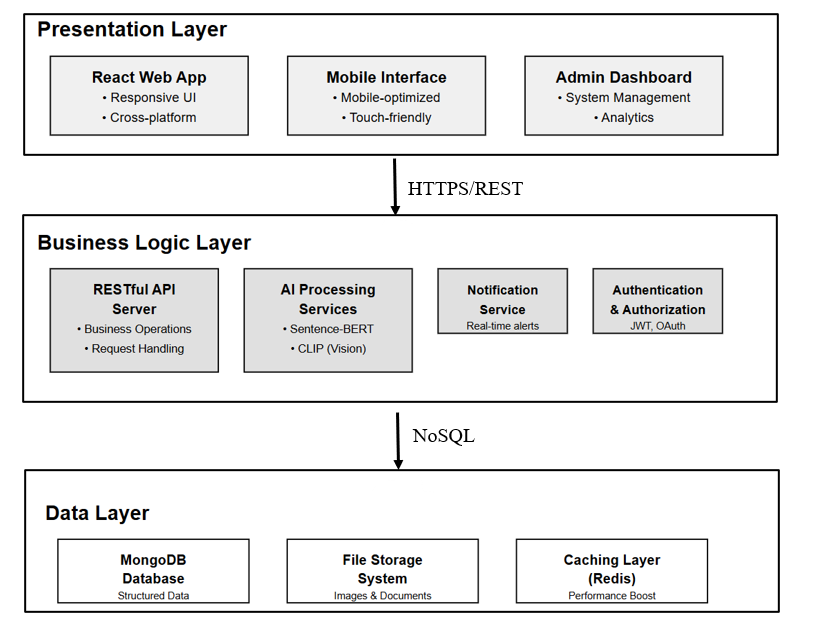 Presentation Layer
React Web App
• Responsive UI
• Cross-platform
Mobile Interface
• Mobile-optimized
• Touch-friendly
Admin Dashboard
• System Management
• Analytics
HTTPS/REST
Business Logic Layer
RESTful API
Server
• Business Operations
• Request Handling
AI Processing
Services
• Sentence-BERT
• CLIP (Vision)
Notification
Service
Real-time alerts
Authentication
& Authorization
JWT, OAuth
NoSQL
Data Layer
MongoDB
Database
Structured Data
File Storage
System
Images & Documents
Caching Layer
(Redis)
Performance Boost